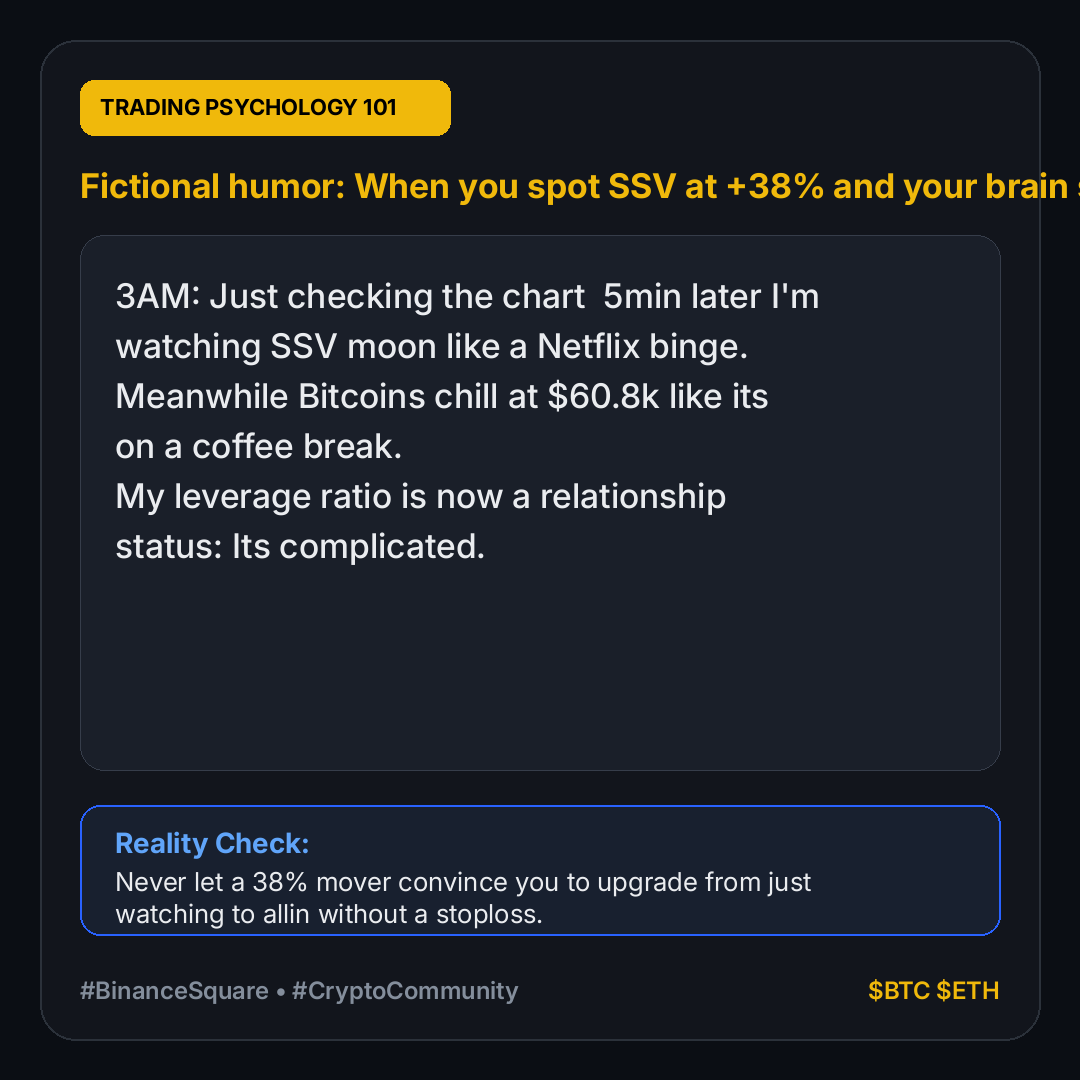 TRADING PSYCHOLOGY 101
Fictional humor: When you spot SSV at +38% and your brain
3AM: Just checking the chart  5min later I'm
watching SSV moon like a Netflix binge.
Meanwhile Bitcoins chill at $60.8k like its
on a coffee break.
My leverage ratio is now a relationship
status: Its complicated.
Reality Check:
Never let a 38% mover convince you to upgrade from just
watching to allin without a stoploss.
#BinanceSquare • #CryptoCommunity
$BTC $ETH